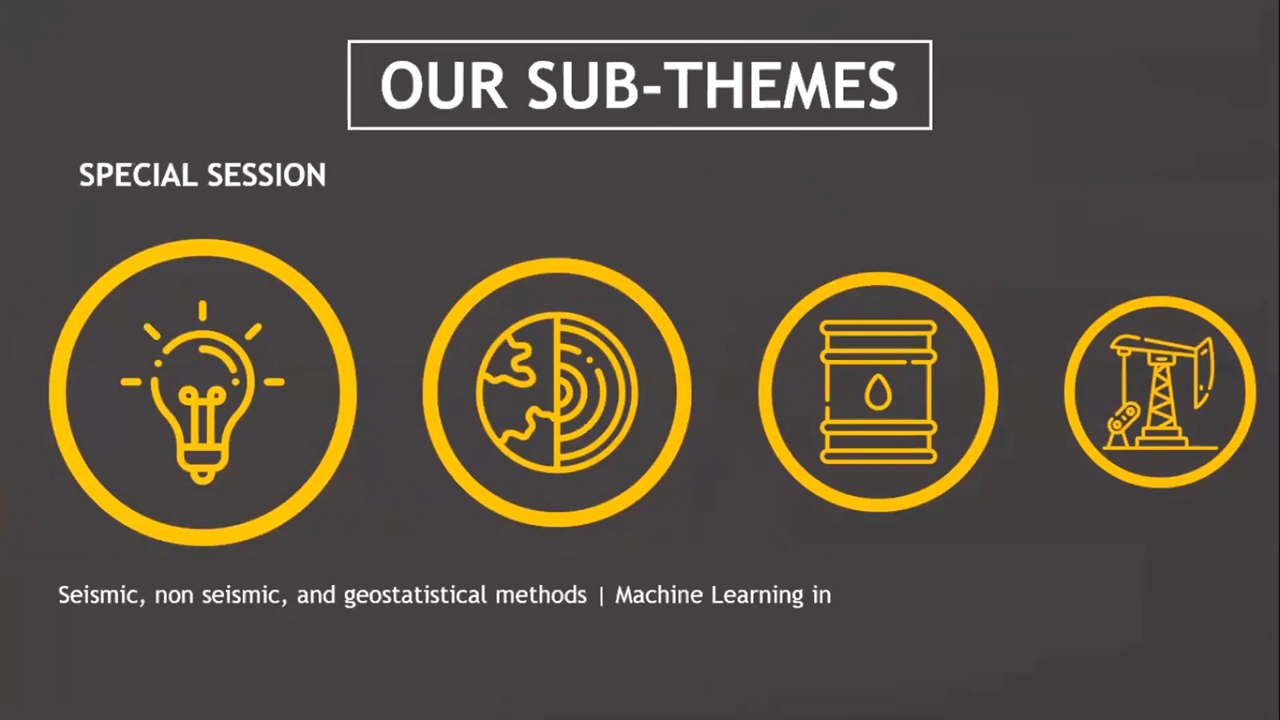 OUR SUB-THEMES
SPECIAL SESSION
Seismic, non seismic, and geostatistical methods | Machine Learning in